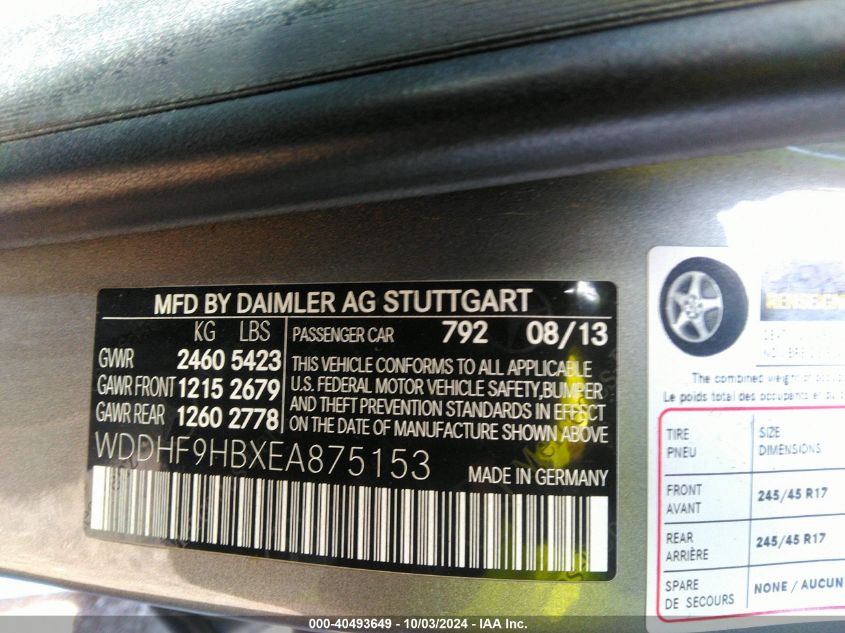 MFD BY DAIMLER AG STUTTGART
KG LBS
GVWR 2460 5423
GAWR FRONT 1215 2679
GAWR REAR 1260 2778
PASSENGER CAR 792 08/13
THIS VEHICLE CONFORMS TO ALL APPLICABLE
U.S. FEDERAL MOTOR VEHICLE SAFETY,BUMPER
AND THEFT PREVENTION STANDARDS IN EFFECT
ON THE DATE OF MANUFACTURE SHOWN ABOVE
WDDHF9HBXEA875153
MADE IN GERMANY
The combined weight of
Le poids total des occupants
TIRE SIZE
PNEU DIMENSIONS
FRONT 245/45 R17
AVANT
REAR 245/45 R17
ARRIÈRE
SPARE NONE / AUCUN
DE SECOURS
000-40493649 - 10/03/2024 - IAA Inc.